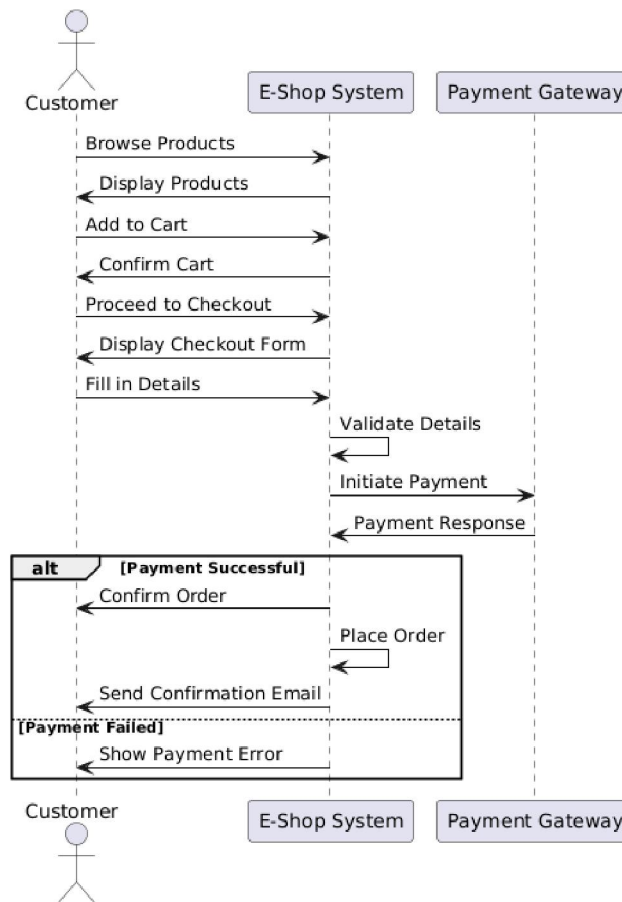 Customer
E-Shop System
Payment Gateway
Browse Products
Display Products
Add to Cart
Confirm Cart
Proceed to Checkout
Display Checkout Form
Fill in Details
Validate Details
Initiate Payment
Payment Response
alt [Payment Successful]
Confirm Order
Place Order
Send Confirmation Email
[Payment Failed]
Show Payment Error
Customer
E-Shop System
Payment Gateway